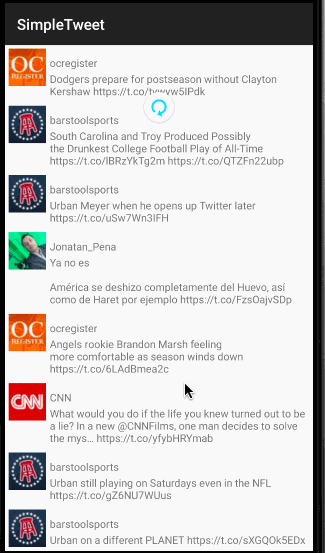 SimpleTweet
OC
REGISTER
ocregister
Dodgers prepare for postseason without Clayton
Kershaw
barstoolsports
South Carolina and Troy Produced Possibly
the Drunkest College Football Play of All-Time
https://t.co/lBRzYkTg2m https://t.co/QTZFn22ubp
barstoolsports
Urban Meyer when he opens up Twitter later
https://t.co/uSw7Wn3IFH
Jonatan_Pena
Ya no es
América se deshizo completamente del Huevo, así
como de Haret por ejemplo https://t.co/FzsOajvSDp
OC
REGISTER
ocregister
Angels rookie Brandon Marsh feeling
more comfortable as season winds down
https://t.co/6LAdBmea2c
CNN
CNN
What would you do if the life you knew turned out to be
a lie? In a new @CNNFilms, one man decides to solve
the mys… https://t.co/yfybHRYmab
barstoolsports
Urban still playing on Saturdays even in the NFL
https://t.co/gZ6NU7WUus
barstoolsports
Urban on a different PLANET https://t.co/sXGQOk5EDx